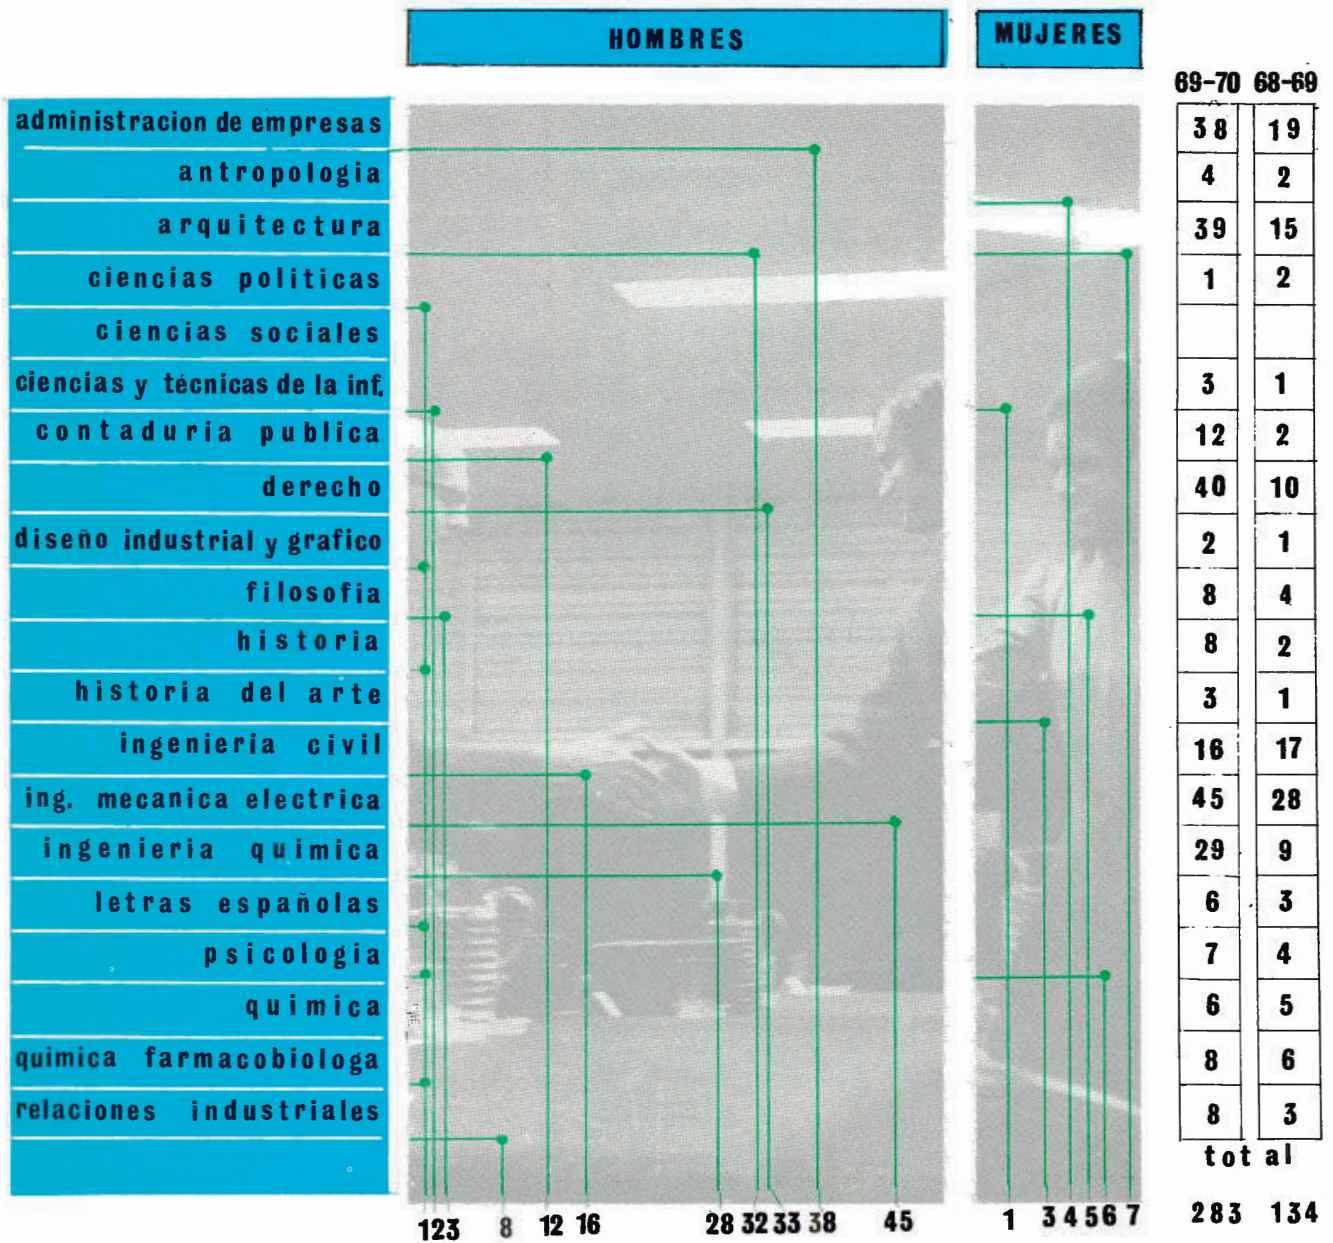 HOMBRES MUJERES
69-70 68-69
administracion de empresas 38 19
antropologia 4 2
arquitectura 39 15
ciencias politicas 1 2
ciencias sociales
ciencias y técnicas de la inf. 3 1
contaduria publica 12 2
derecho 40 10
diseño industrial y grafico 2 1
filosofia 8 4
historia 8 2
historia del arte 3 1
ingenieria civil 16 17
ing. mecanica electrica 45 28
ingenieria quimica 29 9
letras españolas 6 3
psicologia 7 4
quimica 6 5
quimica farmacobiologa 8 6
relaciones industriales 8 3
total
123 8 12 16 28 32 33 38 45 1 3 4 5 6 7 283 134